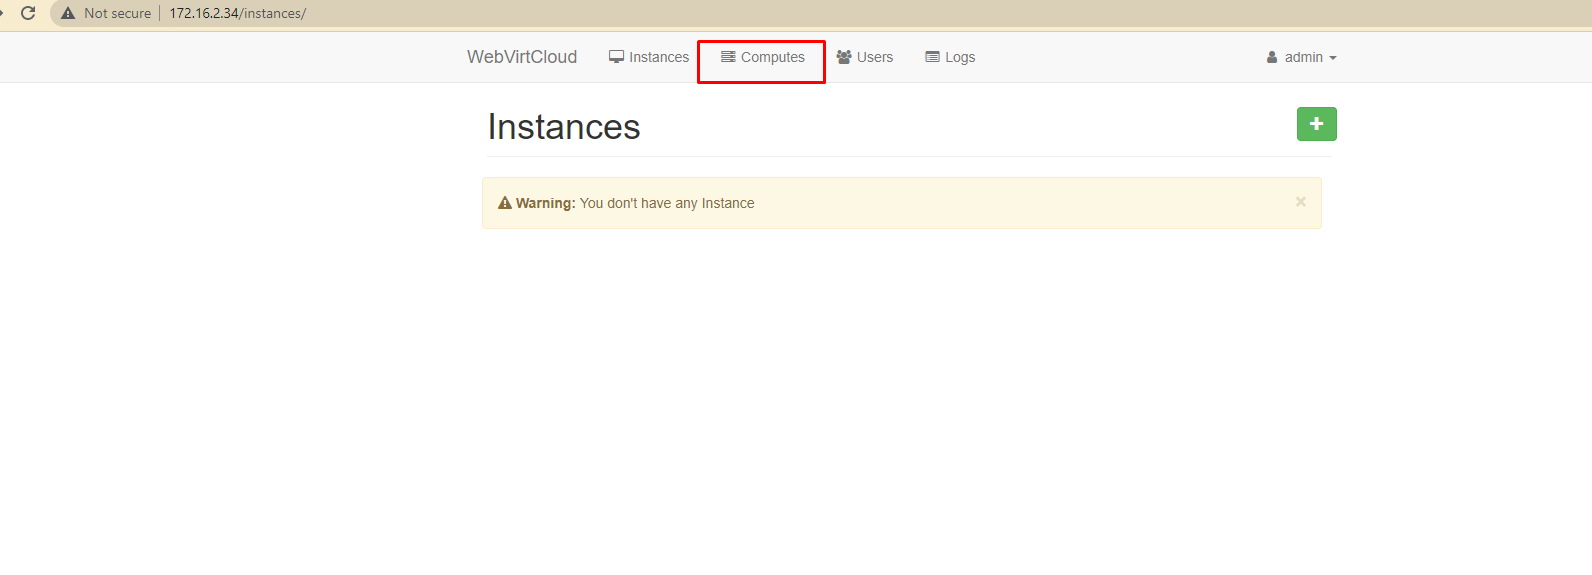 Not secure 172.16.2.34/instances/
WebVirtCloud Instances Computes Users Logs admin
Instances
Warning: You don't have any Instance